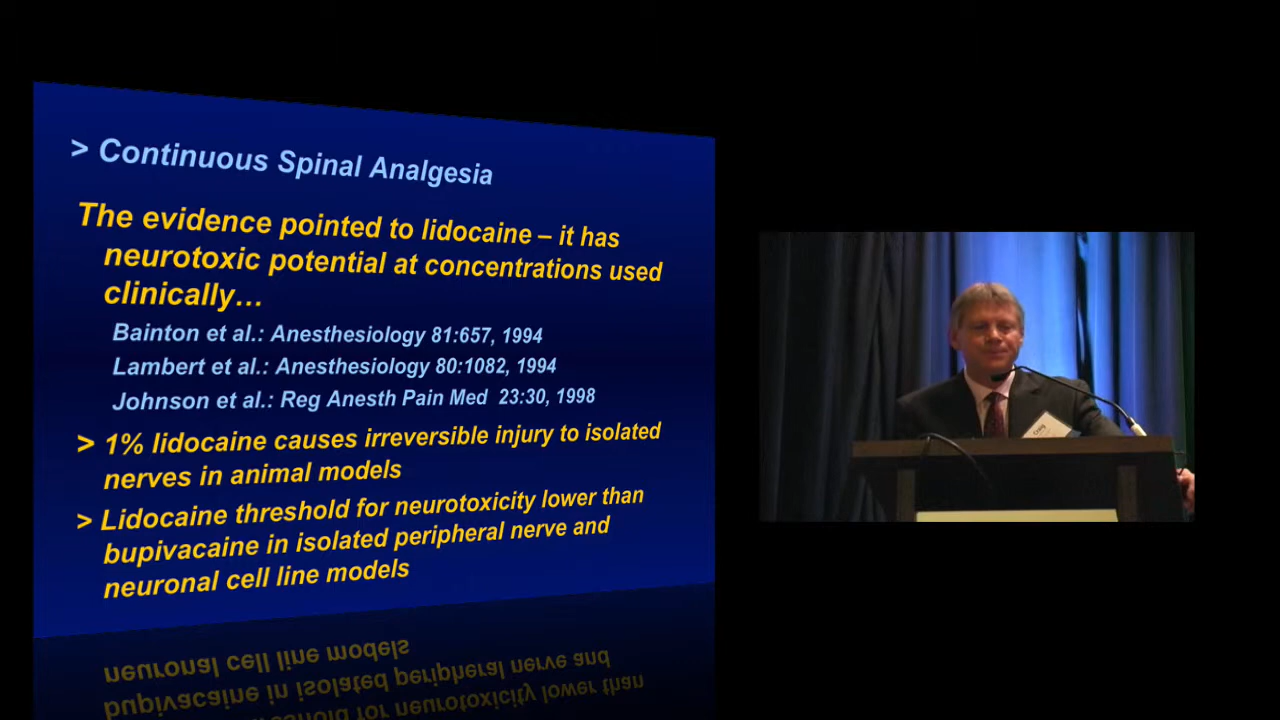 > Continuous Spinal Analgesia
The evidence pointed to lidocaine – it has
neurotoxic potential at concentrations used
clinically…
Bainton et al.: Anesthesiology 81:657, 1994
Lambert et al.: Anesthesiology 80:1082, 1994
Johnson et al.: Reg Anesth Pain Med 23:30, 1998
> 1% lidocaine causes irreversible injury to isolated
nerves in animal models
> Lidocaine threshold for neurotoxicity lower than
bupivacaine in isolated peripheral nerve and
neuronal cell line models
Craig